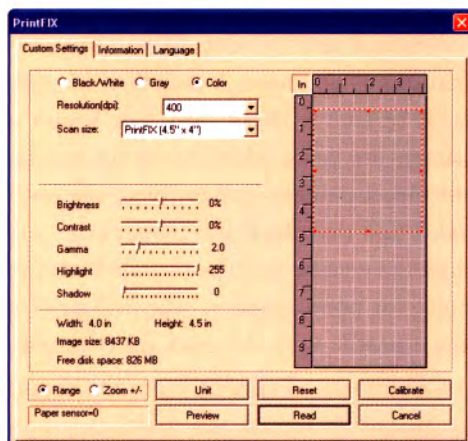 PrintFIX
Custom Settings Information Language
Black/White Gray Color
Resolution(dpi): 400
Scan size: PrintFIX (4.5" x 4")
Brightness 0%
Contrast 0%
Gamma 2.0
Highlight 255
Shadow 0
Width: 4.0 in Height: 4.5 in
Image size: 8437 KB
Free disk space: 826 MB
In 0 1 2 3
0
1
2
3
4
5
6
7
8
9
Range Zoom +/- Unit Reset Calibrate
Paper sensor=0 Preview Read Cancel